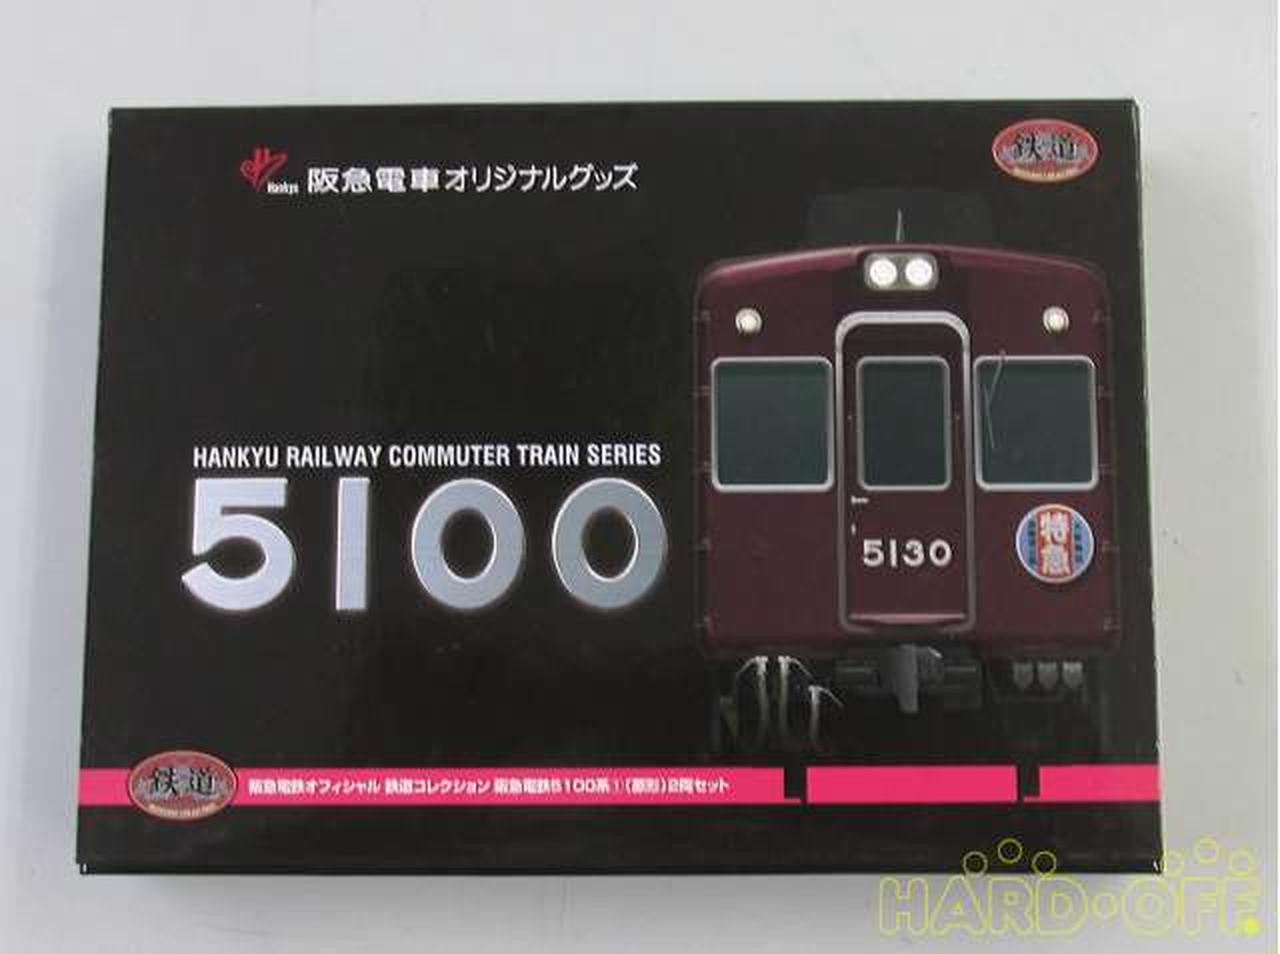 Hankyu 阪急電車オリジナルグッズ
鉄道
HANKYU RAILWAY COMMUTER TRAIN SERIES
5100
5130
特急
鉄道
阪急電鉄オフィシャル 鉄道コレクション 阪急電鉄5100系 2両セット
HARD・OFF